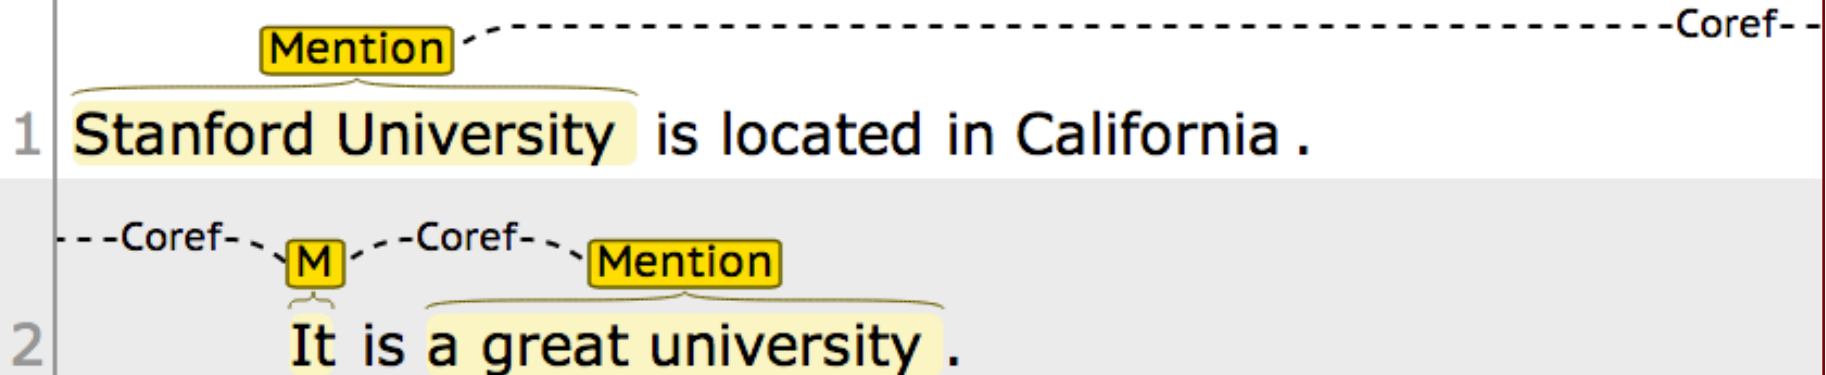 Mention -Coref-
1 Stanford University is located in California .
-Coref- M -Coref- Mention
2 It is a great university .